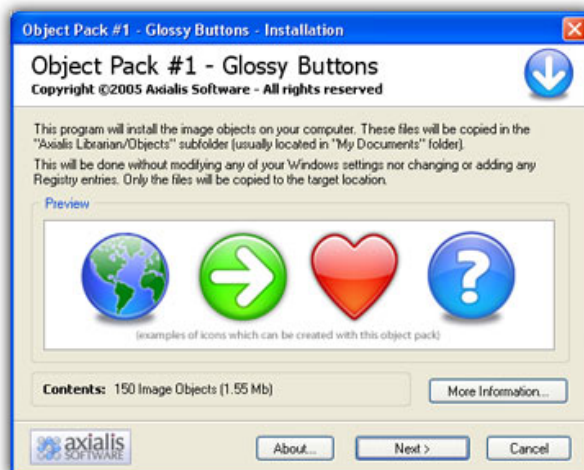 Object Pack #1 - Glossy Buttons - Installation
Object Pack #1 - Glossy Buttons
Copyright ©2005 Axialis Software - All rights reserved
This program will install the image objects on your computer. These files will be copied in the
"Axialis Librarian/Objects" subfolder (usually located in "My Documents" folder).
This will be done without modifying any of your Windows settings nor changing or adding any
Registry entries. Only the files will be copied to the target location.
Preview
?
(examples of icons which can be created with this object pack)
Contents: 150 Image Objects (1.55 Mb)
More Information...
axialis
SOFTWARE
About...
Next >
Cancel